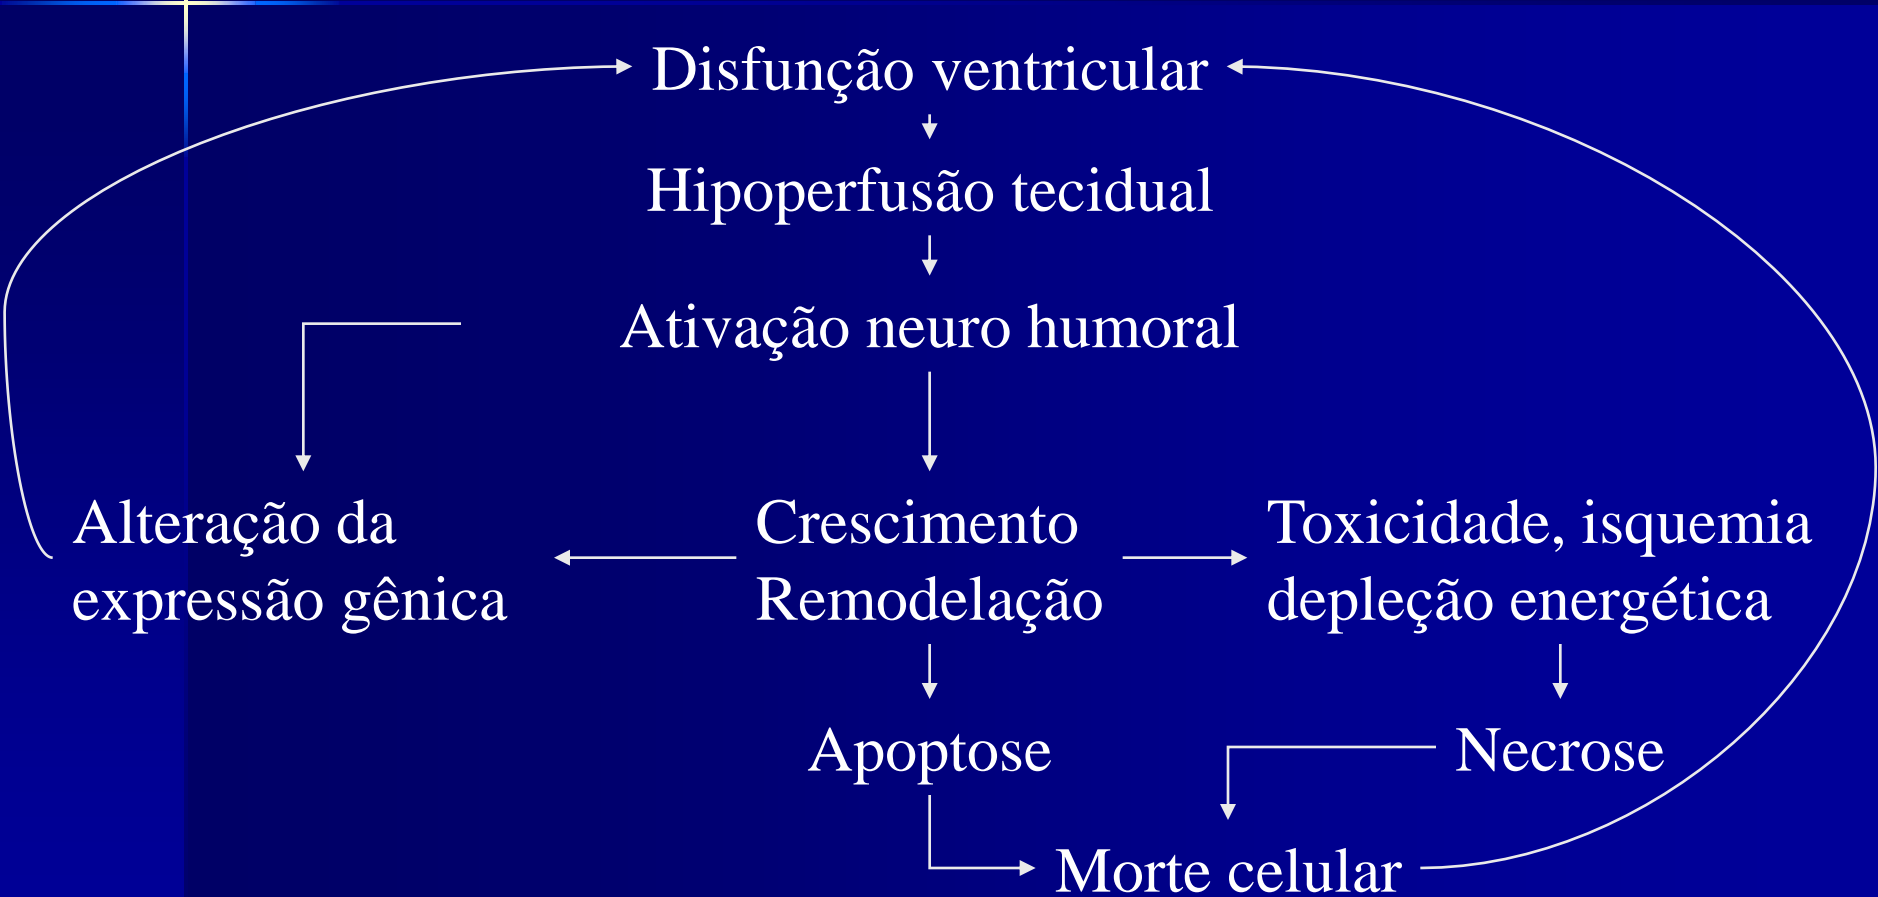 Disfunção ventricular
Hipoperfusão tecidual
Ativação neuro humoral
Alteração da
expressão gênica
Crescimento
Remodelação
Toxicidade, isquemia
depleção energética
Apoptose
Necrose
Morte celular